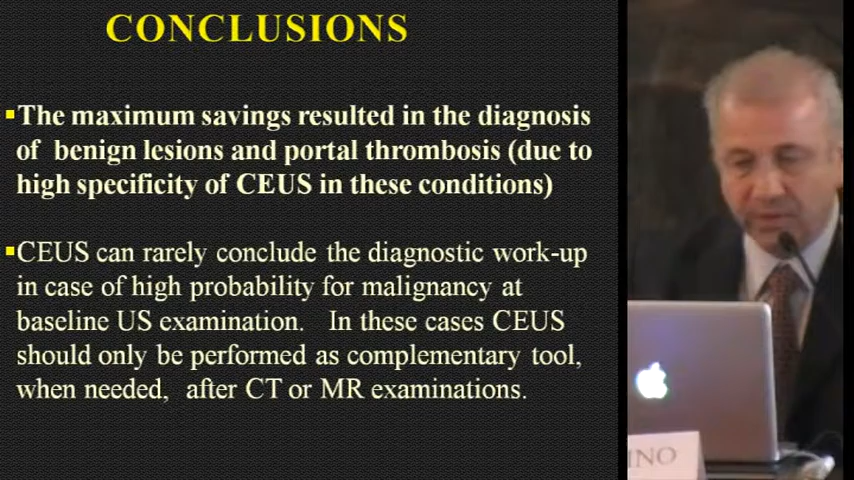 CONCLUSIONS
▪The maximum savings resulted in the diagnosis
of benign lesions and portal thrombosis (due to
high specificity of CEUS in these conditions)
▪CEUS can rarely conclude the diagnostic work-up
in case of high probability for malignancy at
baseline US examination. In these cases CEUS
should only be performed as complementary tool,
when needed, after CT or MR examinations.
INO